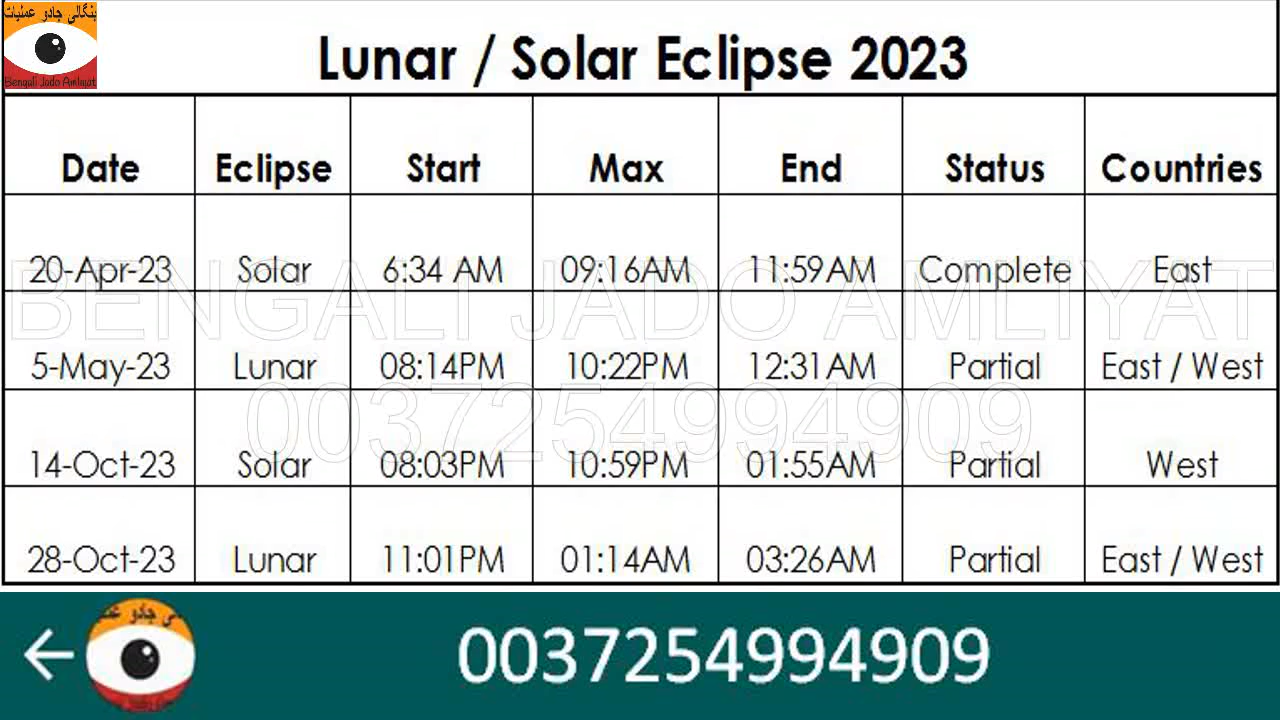 بنگالی جادو عملیات
Bengali Jado Amliyat
Lunar / Solar Eclipse 2023
Date Eclipse Start Max End Status Countries
20-Apr-23 Solar 6:34 AM 09:16AM 11:59AM Complete East
BENGALI JADO AMLIYAT
5-May-23 Lunar 08:14PM 10:22PM 12:31AM Partial East / West
0037254994909
14-Oct-23 Solar 08:03PM 10:59PM 01:55AM Partial West
28-Oct-23 Lunar 11:01PM 01:14AM 03:26AM Partial East / West
0037254994909